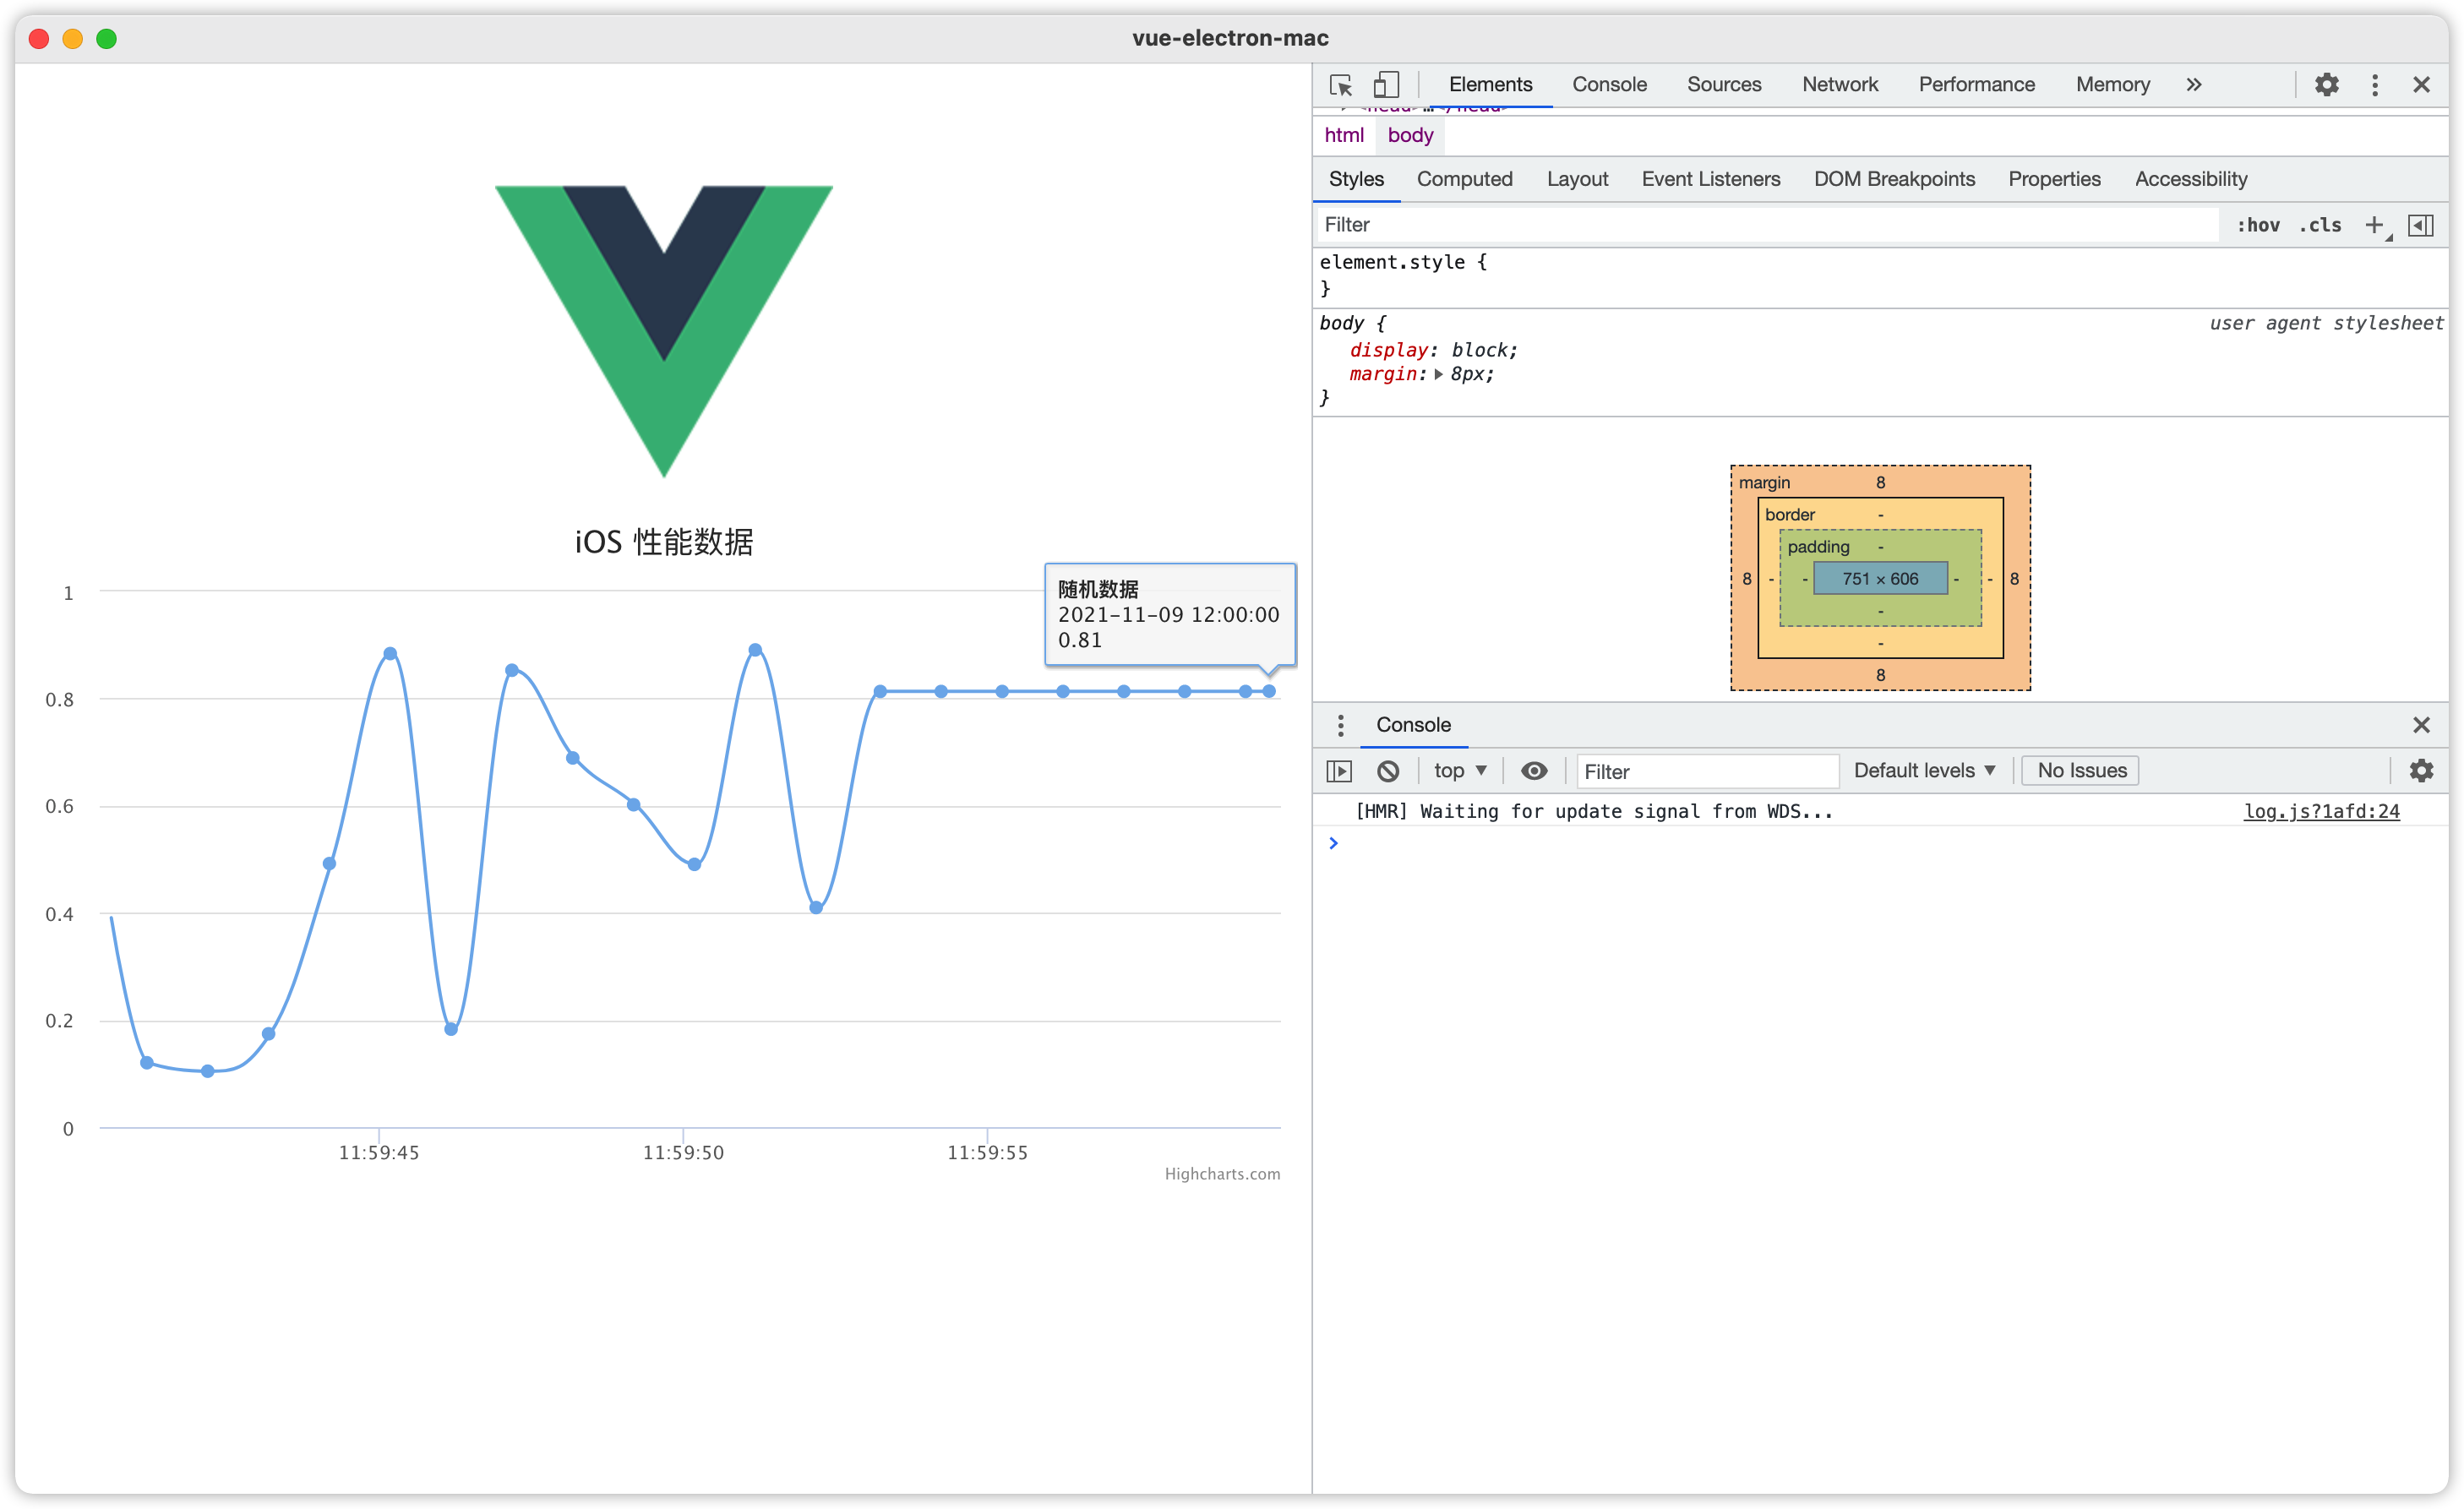 vue-electron-mac
iOS 性能数据
1
0.8
0.6
0.4
0.2
0
随机数据
2021-11-09 12:00:00
0.81
11:59:45
11:59:50
11:59:55
Highcharts.com
Elements Console Sources Network Performance Memory »
html body
Styles Computed Layout Event Listeners DOM Breakpoints Properties Accessibility
Filter :hov .cls +
element.style {
}
body { user agent stylesheet
display: block;
margin: 8px;
}
margin 8
border -
padding -
8 - - 751 × 606 - - 8
-
-
8
Console
top Filter Default levels No Issues
[HMR] Waiting for update signal from WDS... log.js?1afd:24